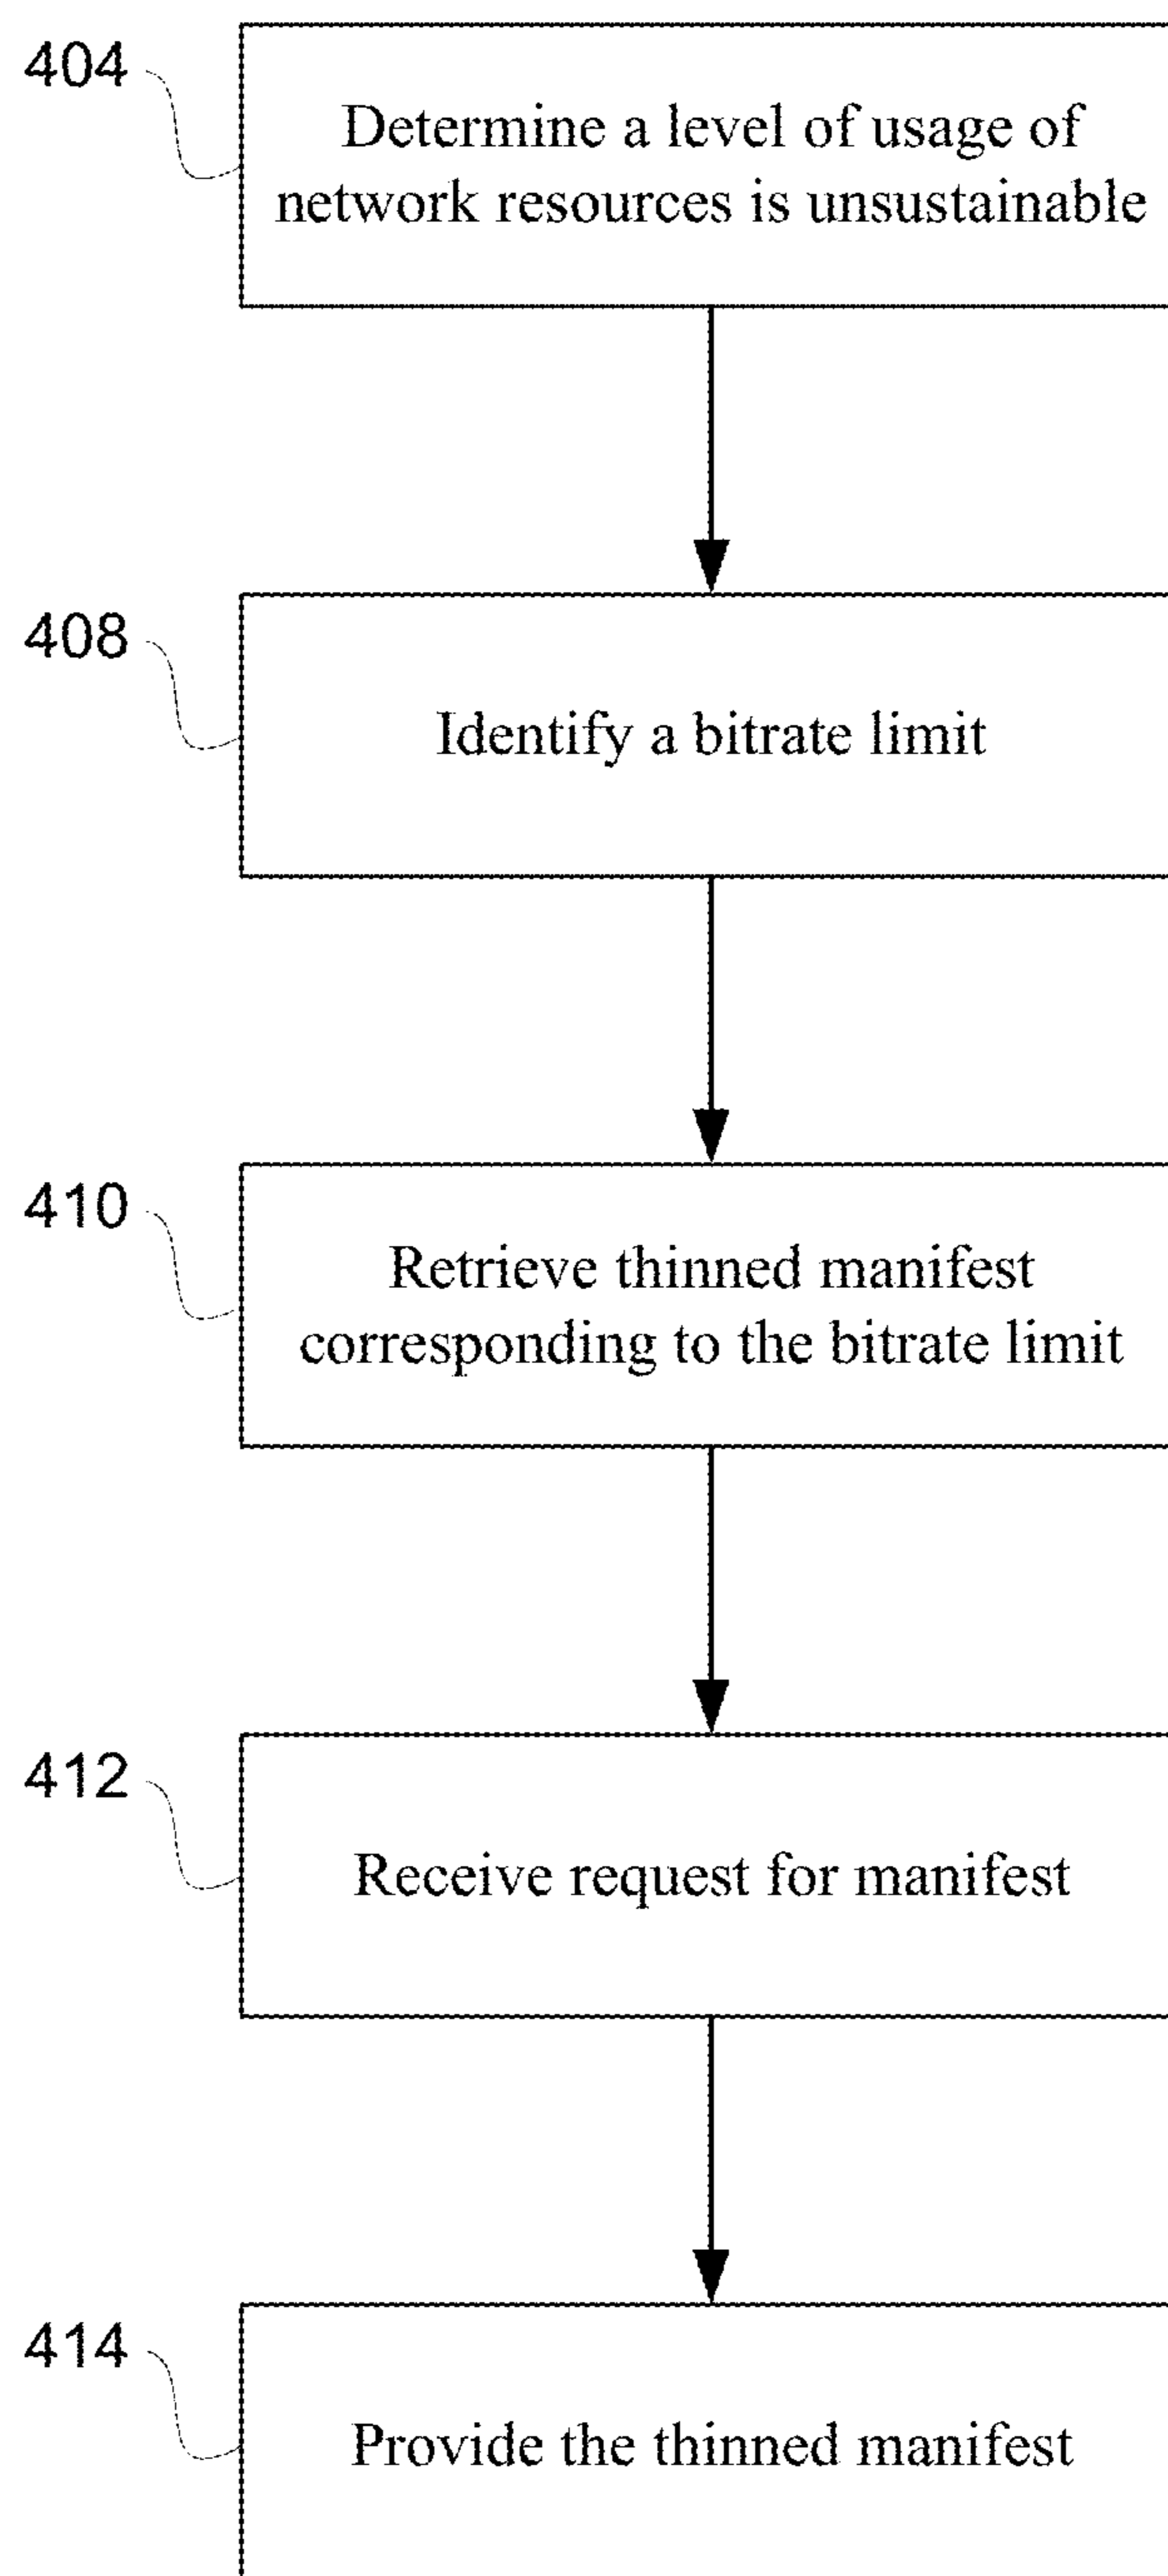 404
Determine a level of usage of
network resources is unsustainable
408
Identify a bitrate limit
410
Retrieve thinned manifest
corresponding to the bitrate limit
412
Receive request for manifest
414
Provide the thinned manifest